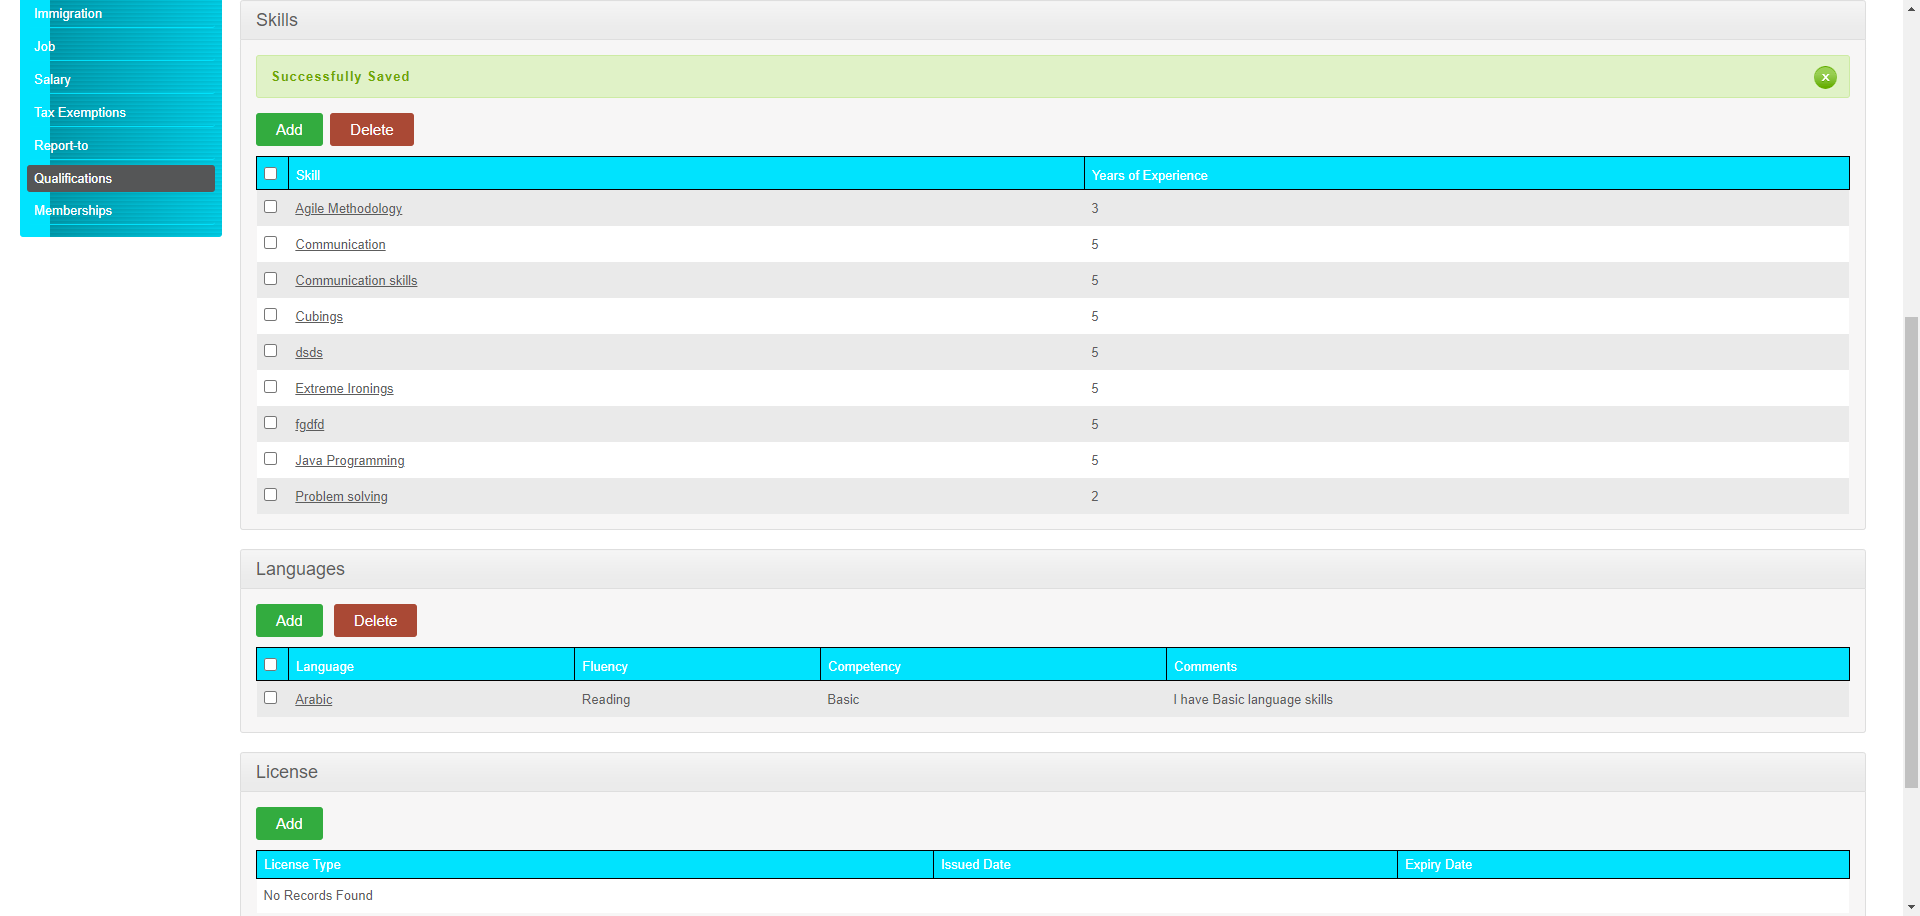 Immigration
Job
Salary
Tax Exemptions
Report-to
Qualifications
Memberships
Skills
Successfully Saved
x
Add Delete
Skill Years of Experience
Agile Methodology 3
Communication 5
Communication skills 5
Cubings 5
dsds 5
Extreme Ironings 5
fgdfd 5
Java Programming 5
Problem solving 2
Languages
Add Delete
Language Fluency Competency Comments
Arabic Reading Basic I have Basic language skills
License
Add
License Type Issued Date Expiry Date
No Records Found